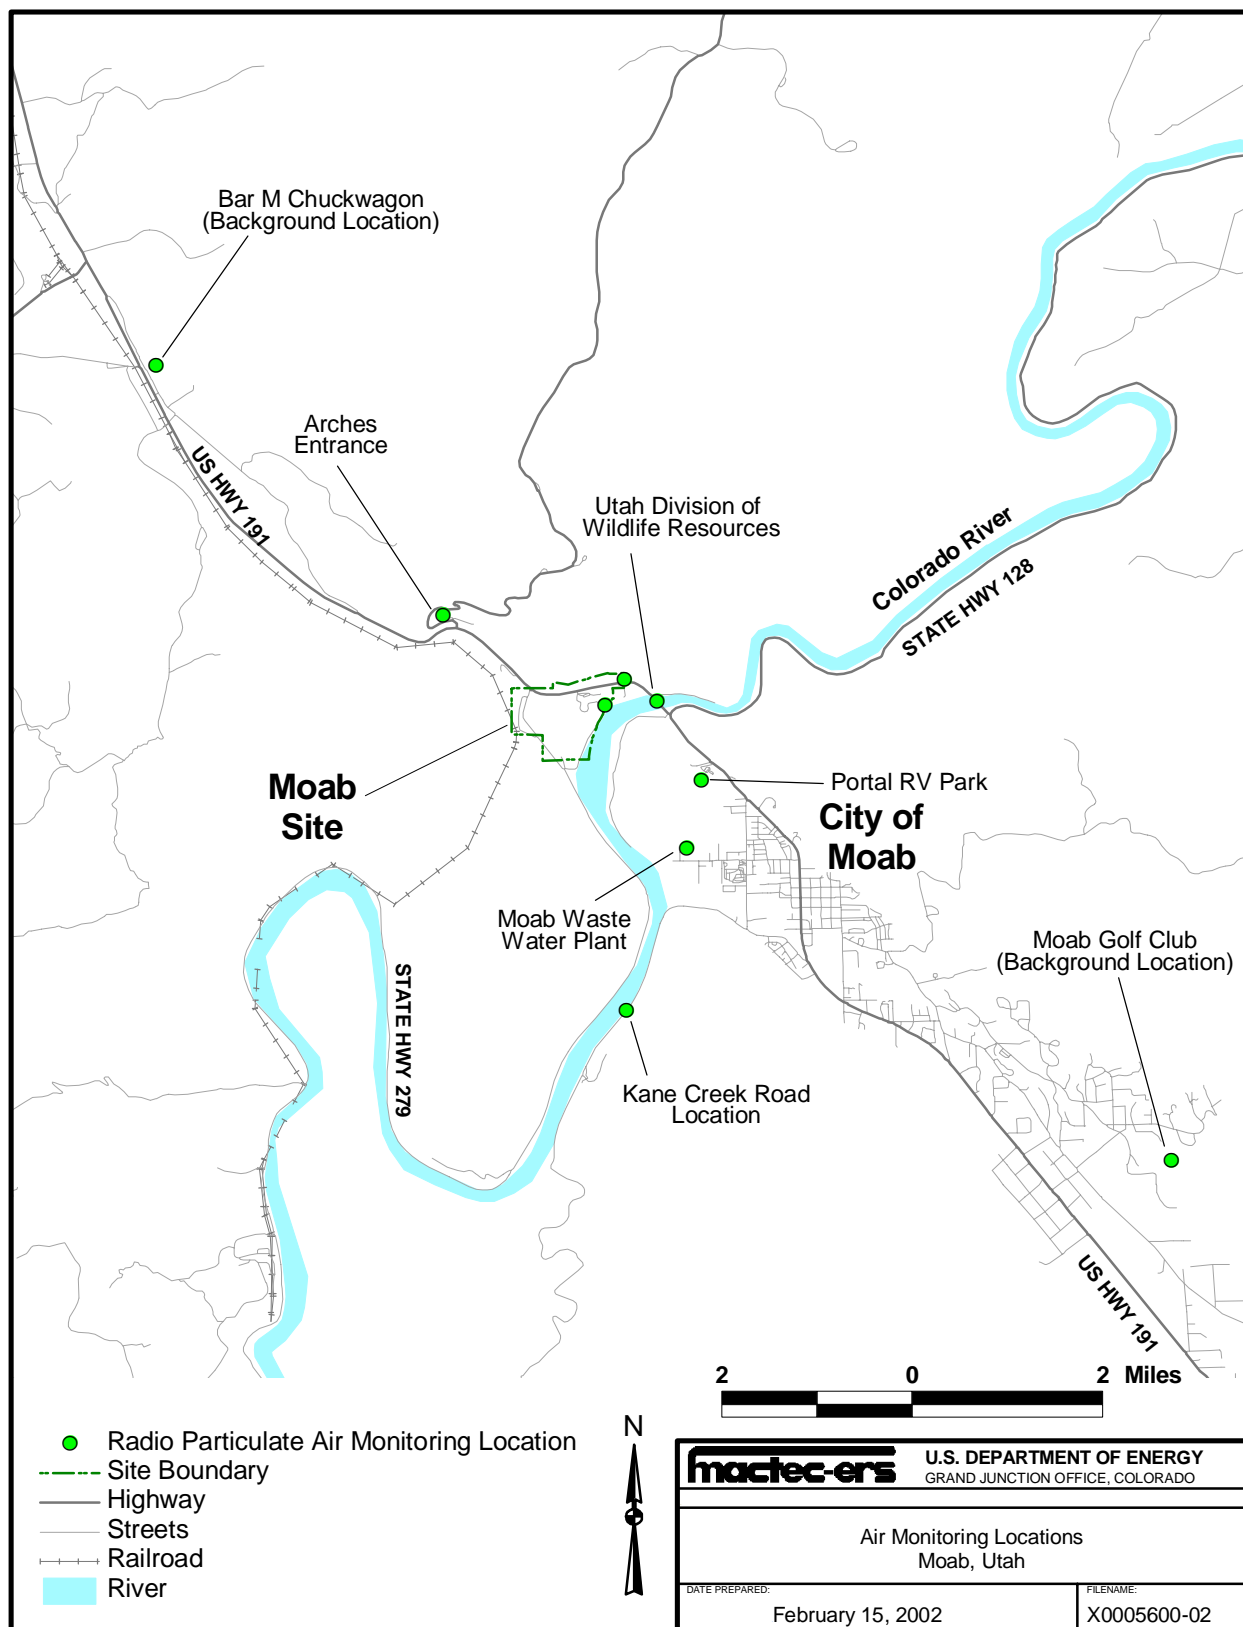 Bar M Chuckwagon
(Background Location)
Arches
Entrance
US HWY 191
Utah Division of
Wildlife Resources
Colorado River
STATE HWY 128
Moab
Site
Portal RV Park
City of
Moab
Moab Waste
Water Plant
Moab Golf Club
(Background Location)
STATE HWY 279
Kane Creek Road
Location
US HWY 191
2 0 2 Miles
N
Radio Particulate Air Monitoring Location
Site Boundary
Highway
Streets
Railroad
River
mactec-ers
U.S. DEPARTMENT OF ENERGY
GRAND JUNCTION OFFICE, COLORADO
Air Monitoring Locations
Moab, Utah
DATE PREPARED:
February 15, 2002
FILENAME:
X0005600-02